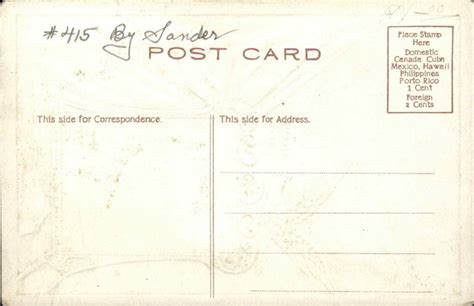 #415 By Sander
POST CARD
Place Stamp
Here
Domestic
Canada Cuba
Mexico, Hawaii
Philippines
Porto Rico
1 Cent
Foreign
2 Cents
This side for Correspondence.
This side for Address.